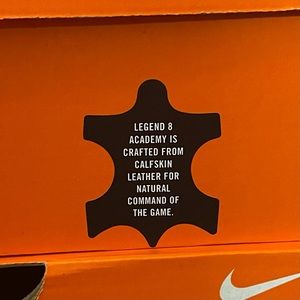 LEGEND 8
ACADEMY IS
CRAFTED FROM
CALFSKIN
LEATHER FOR
NATURAL
COMMAND OF
THE GAME.